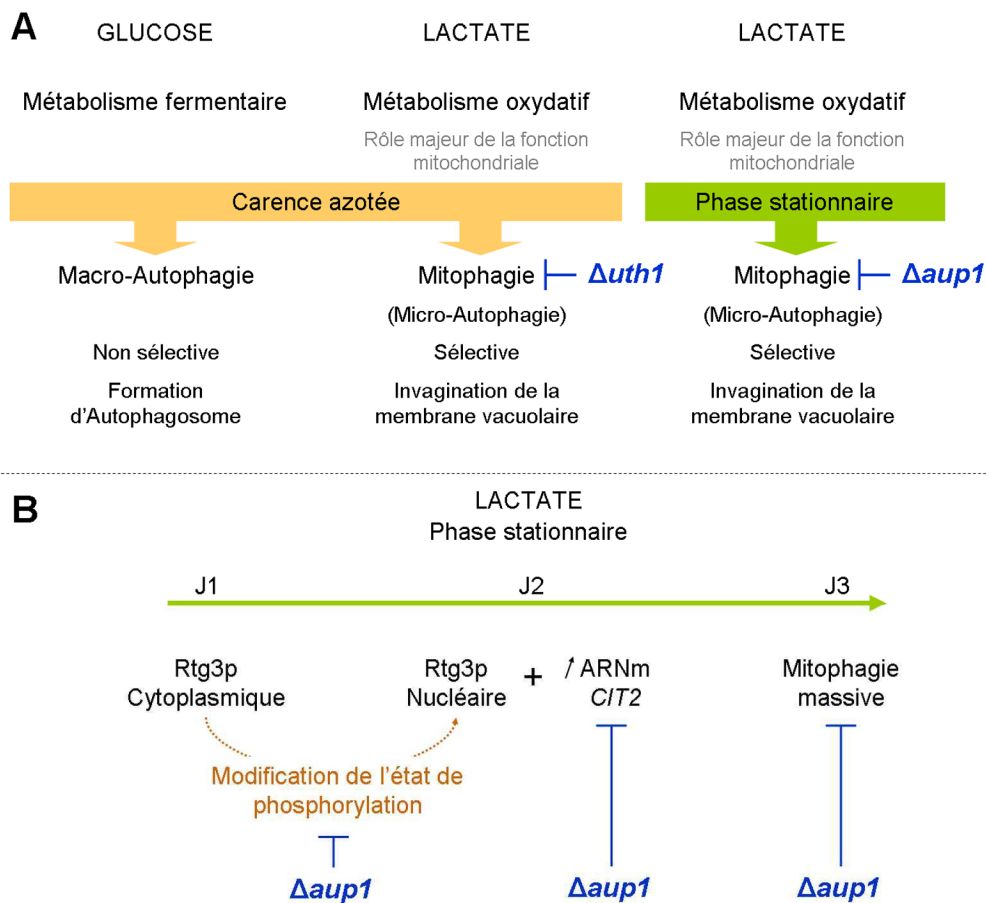 A
GLUCOSE
LACTATE
LACTATE
Métabolisme fermentaire
Métabolisme oxydatif
Métabolisme oxydatif
Rôle majeur de la fonction
mitochondriale
Rôle majeur de la fonction
mitochondriale
Carence azotée
Phase stationnaire
Macro-Autophagie
Mitophagie
Δuth1
Mitophagie
Δaup1
(Micro-Autophagie)
(Micro-Autophagie)
Non sélective
Sélective
Sélective
Formation
d'Autophagosome
Invagination de la
membrane vacuolaire
Invagination de la
membrane vacuolaire
B
LACTATE
Phase stationnaire
J1
J2
J3
Rtg3p
Cytoplasmique
Rtg3p
Nucléaire
+
ARNm
CIT2
Mitophagie
massive
Modification de l'état de
phosphorylation
Δaup1
Δaup1
Δaup1